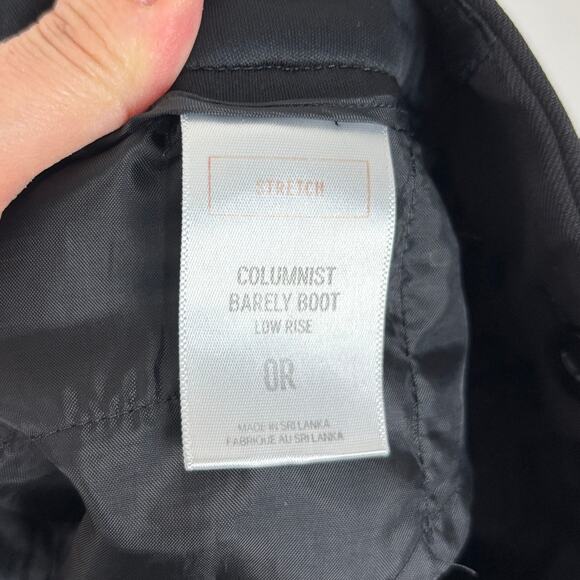 STRETCH
COLUMNIST
BARELY BOOT
LOW RISE
0R
MADE IN SRI LANKA
FABRIQUE AU SRI LANKA